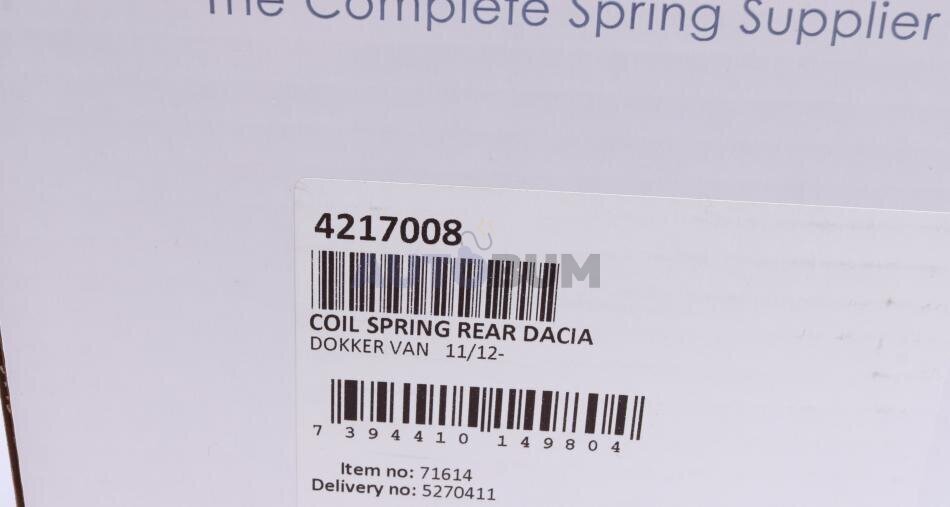 The Complete Spring Supplier
4217008
AUTOBUM
COIL SPRING REAR DACIA
DOKKER VAN 11/12-
7 394410 149804
Item no: 71614
Delivery no: 5270411